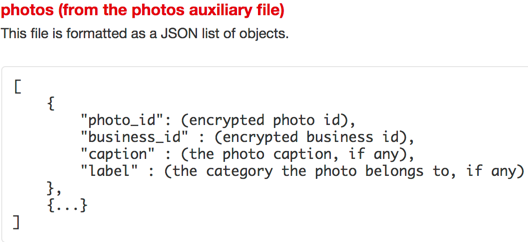 photos (from the photos auxiliary file)
This file is formatted as a JSON list of objects.
[
    {
        "photo_id": (encrypted photo id),
        "business_id" : (encrypted business id),
        "caption" : (the photo caption, if any),
        "label" : (the category the photo belongs to, if any)
    },
    {...}
]